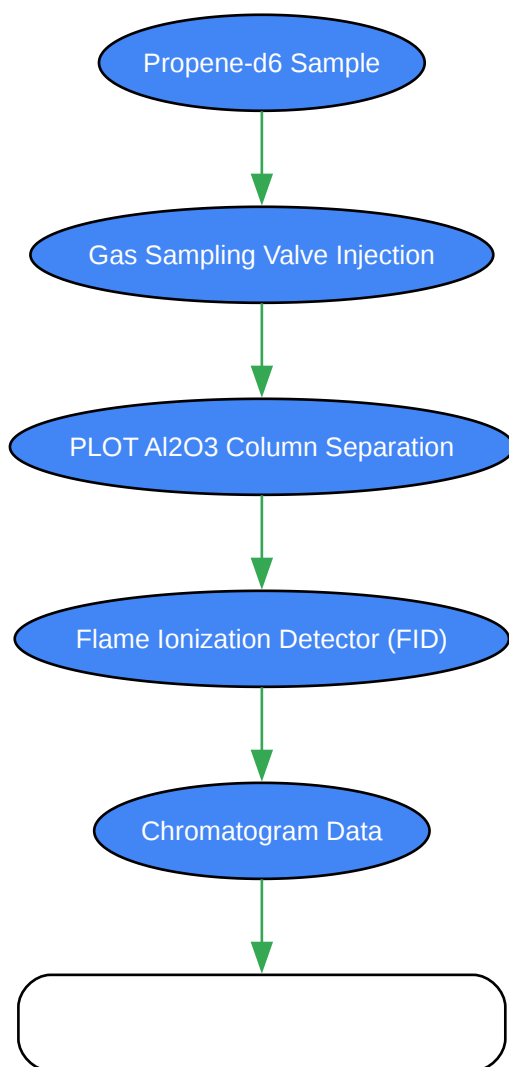 Propene-d6 Sample
Gas Sampling Valve Injection
PLOT Al2O3 Column Separation
Flame Ionization Detector (FID)
Chromatogram Data